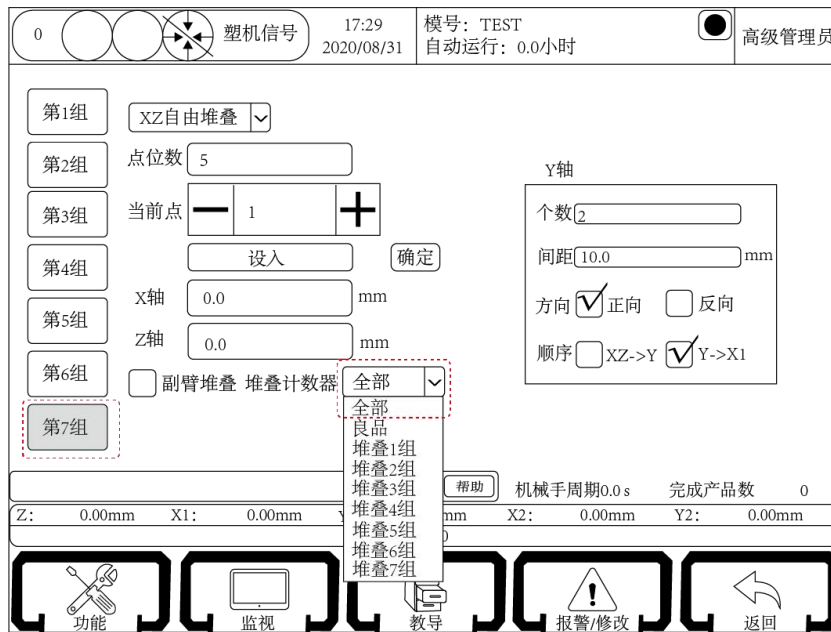 0 塑机信号 17:29 模号：TEST
2020/08/31 自动运行：0.0小时 高级管理员
第1组 XZ自由堆叠
第2组 点位数 5
Y轴
第3组 当前点 1 个数 2
第4组 设入 确定 间距 10.0 mm
第5组 X轴 0.0 mm 方向 正向 反向
Z轴 0.0 mm 顺序 XZ->Y Y->X1
第6组 副臂堆叠 堆叠计数器 全部
第7组
全部
良品
堆叠1组
堆叠2组
堆叠3组
堆叠4组
堆叠5组
堆叠6组
堆叠7组
帮助 机械手周期0.0 s 完成产品数 0
Z： 0.00mm X1： 0.00mm mm X2： 0.00mm Y2： 0.00mm
功能 监视 教导 报警/修改 返回